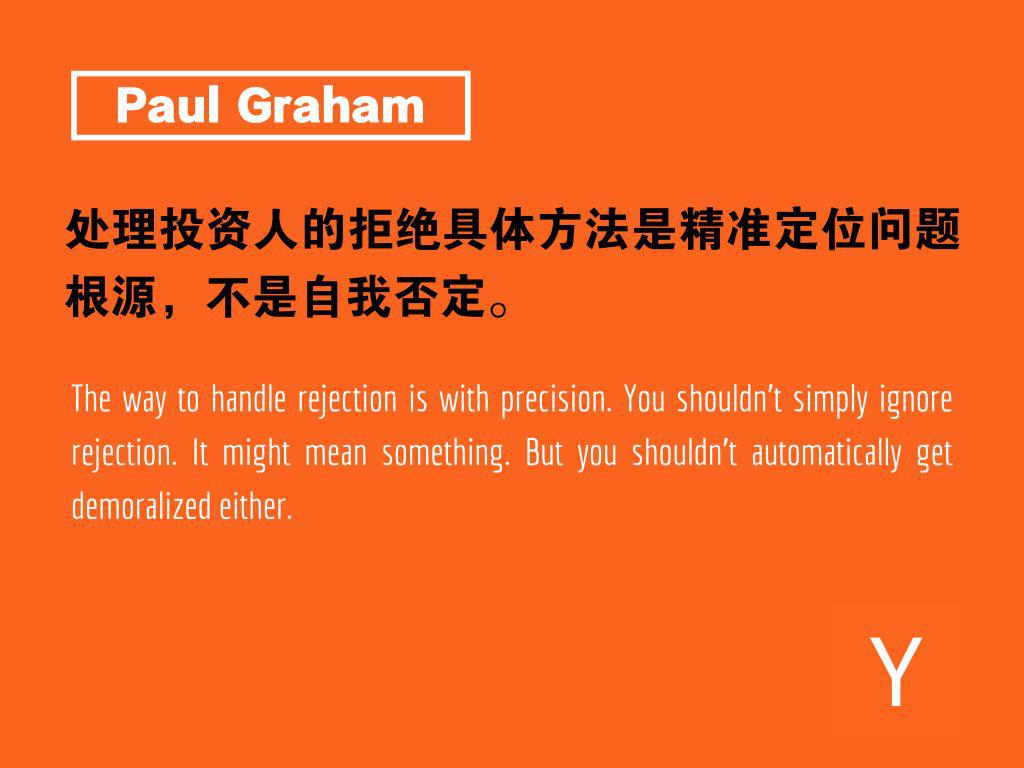 Paul Graham
处理投资人的拒绝具体方法是精准定位问题
根源，不是自我否定。
The way to handle rejection is with precision. You shouldn't simply ignore
rejection. It might mean something. But you shouldn't automatically get
demoralized either.
Y